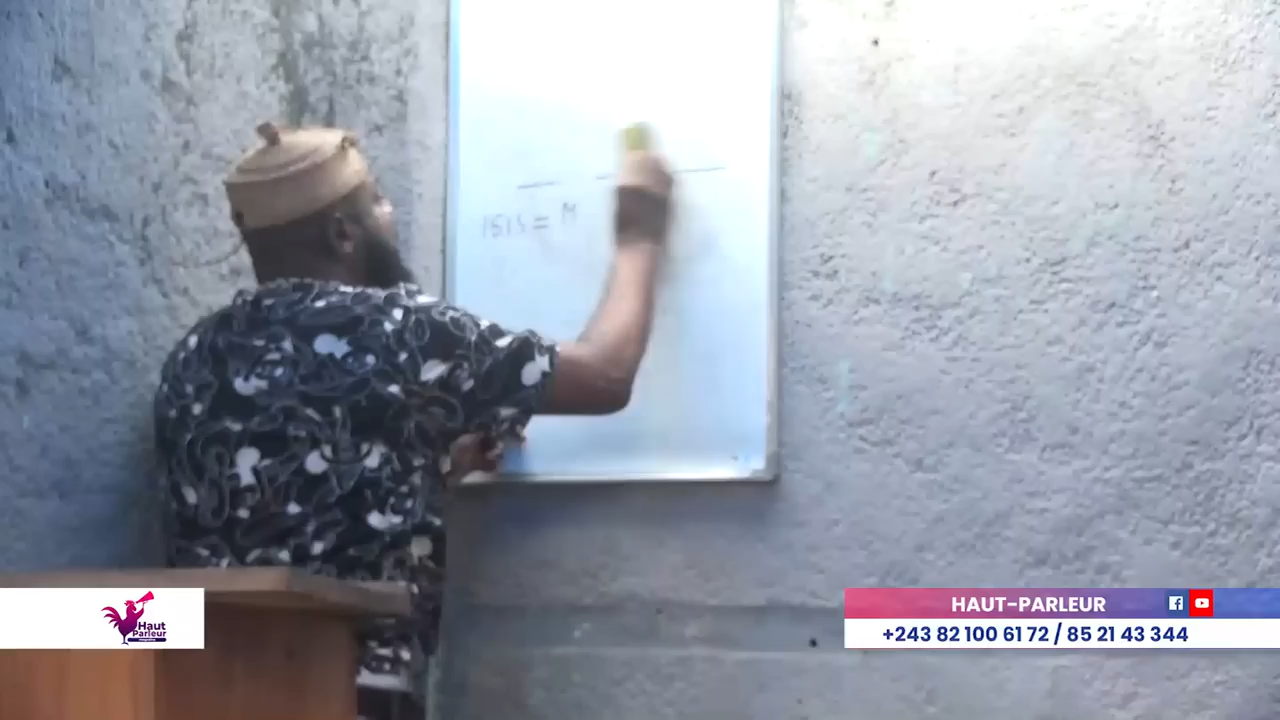 ISIS = M
Haut
Parleur
HAUT-PARLEUR
+243 82 100 61 72 / 85 21 43 344